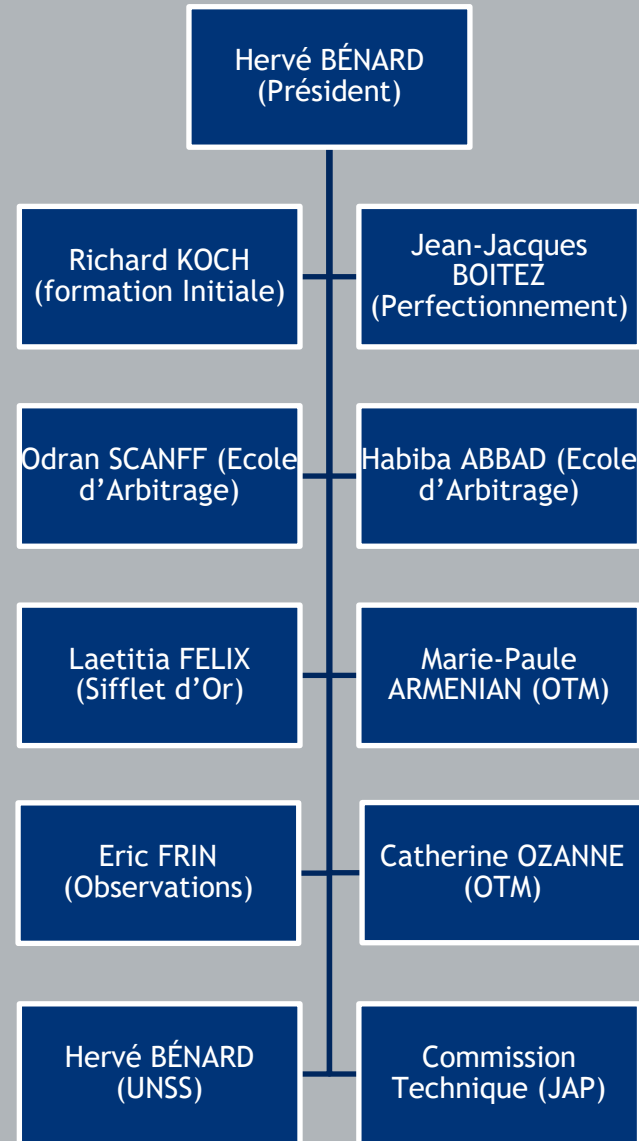 Hervé BÉNARD
(Président)
Richard KOCH
(formation Initiale)
Jean-Jacques
BOITEZ
(Perfectionnement)
Odran SCANFF (Ecole
d’Arbitrage)
Habiba ABBAD (Ecole
d’Arbitrage)
Laetitia FELIX
(Sifflet d’Or)
Marie-Paule
ARMENIAN (OTM)
Eric FRIN
(Observations)
Catherine OZANNE
(OTM)
Hervé BÉNARD
(UNSS)
Commission
Technique (JAP)